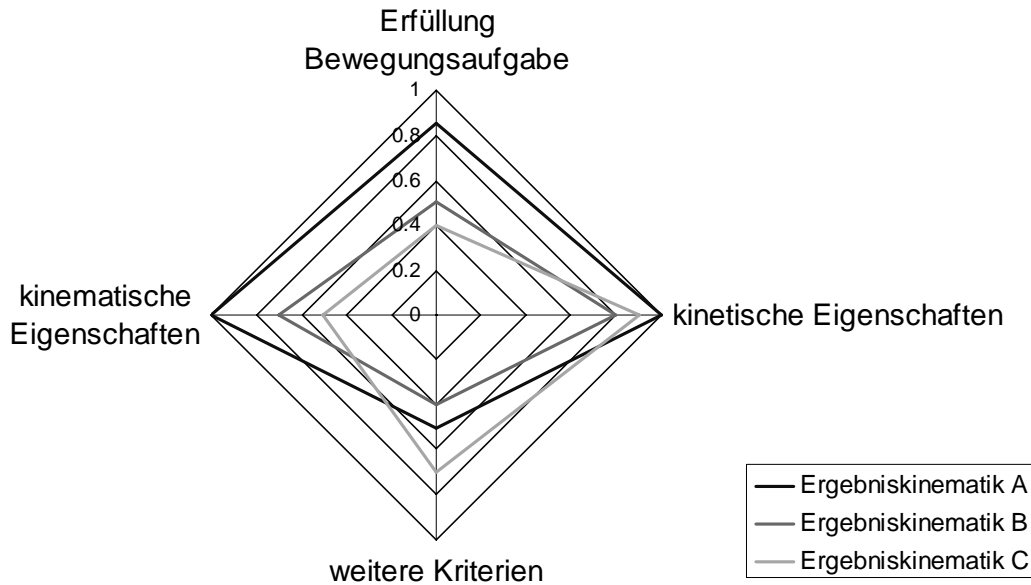 Erfüllung
Bewegungsaufgabe
1
0.8
0.6
0.4
0.2
0
kinematische
Eigenschaften
kinetische Eigenschaften
weitere Kriterien
Ergebniskinematik A
Ergebniskinematik B
Ergebniskinematik C